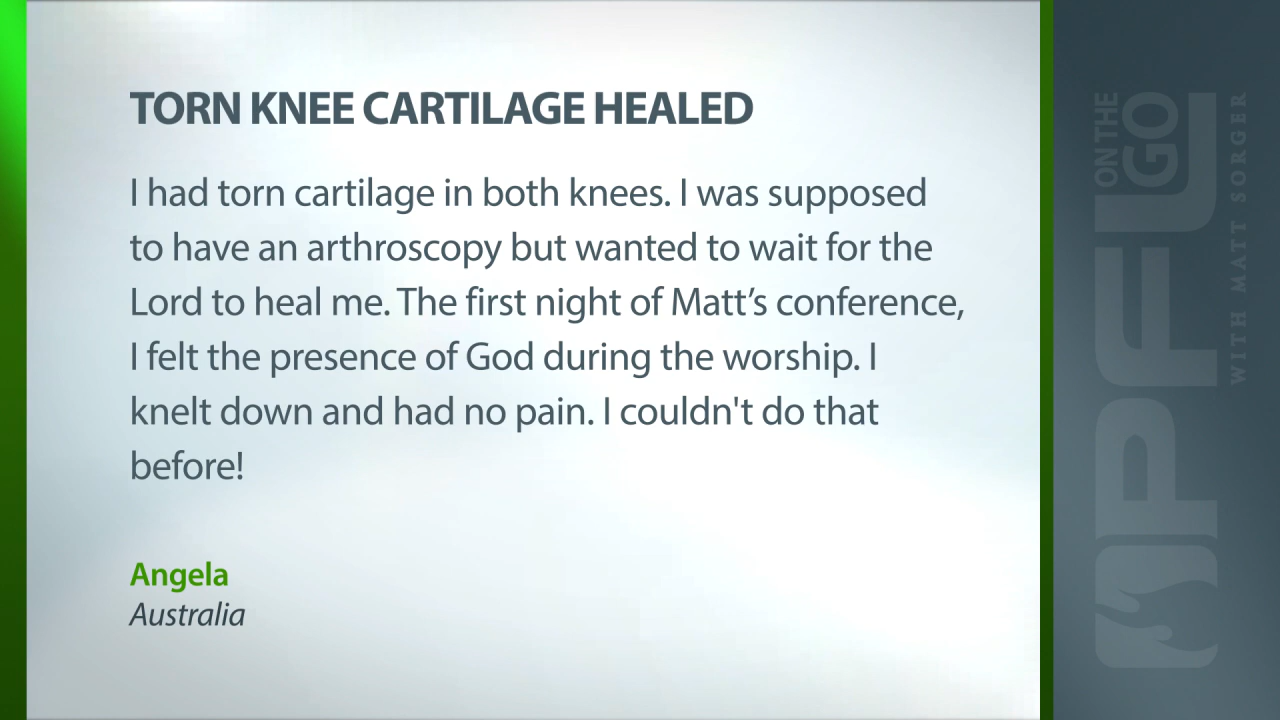 TORN KNEE CARTILAGE HEALED
I had torn cartilage in both knees. I was supposed
to have an arthroscopy but wanted to wait for the
Lord to heal me. The first night of Matt’s conference,
I felt the presence of God during the worship. I
knelt down and had no pain. I couldn't do that
before!
Angela
Australia
PFL
ON THE
GO
WITH MATT SORGER